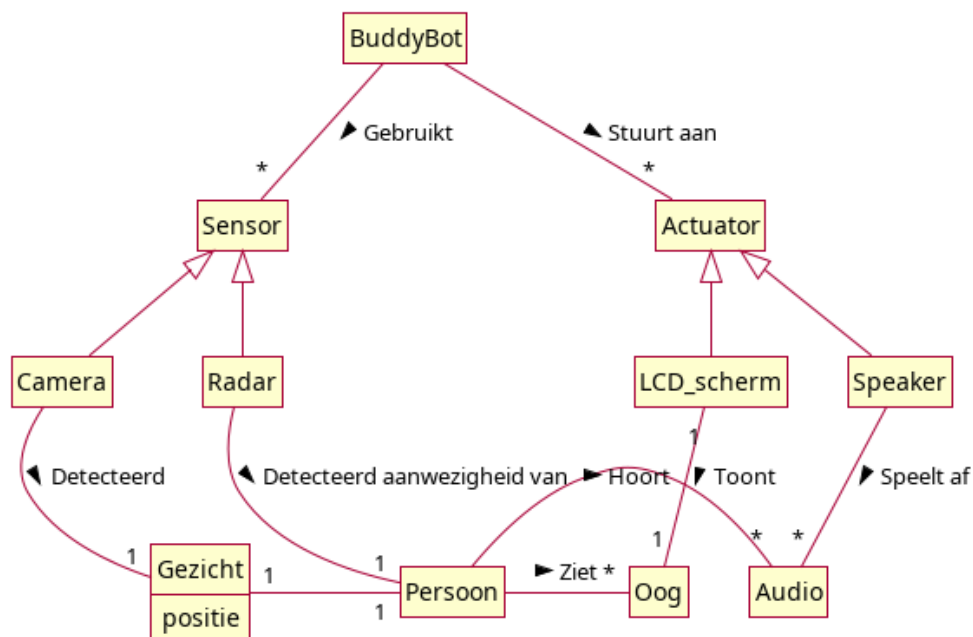 BuddyBot
Gebruikt
Stuurt aan
*
*
Sensor
Actuator
Camera
Radar
LCD_scherm
Speaker
1
Detecteerd
Detecteerd aanwezigheid van
Hoort
Toont
Speelt af
1
1
1
*
*
Gezicht
positie
1
1
Persoon
Ziet *
Oog
Audio